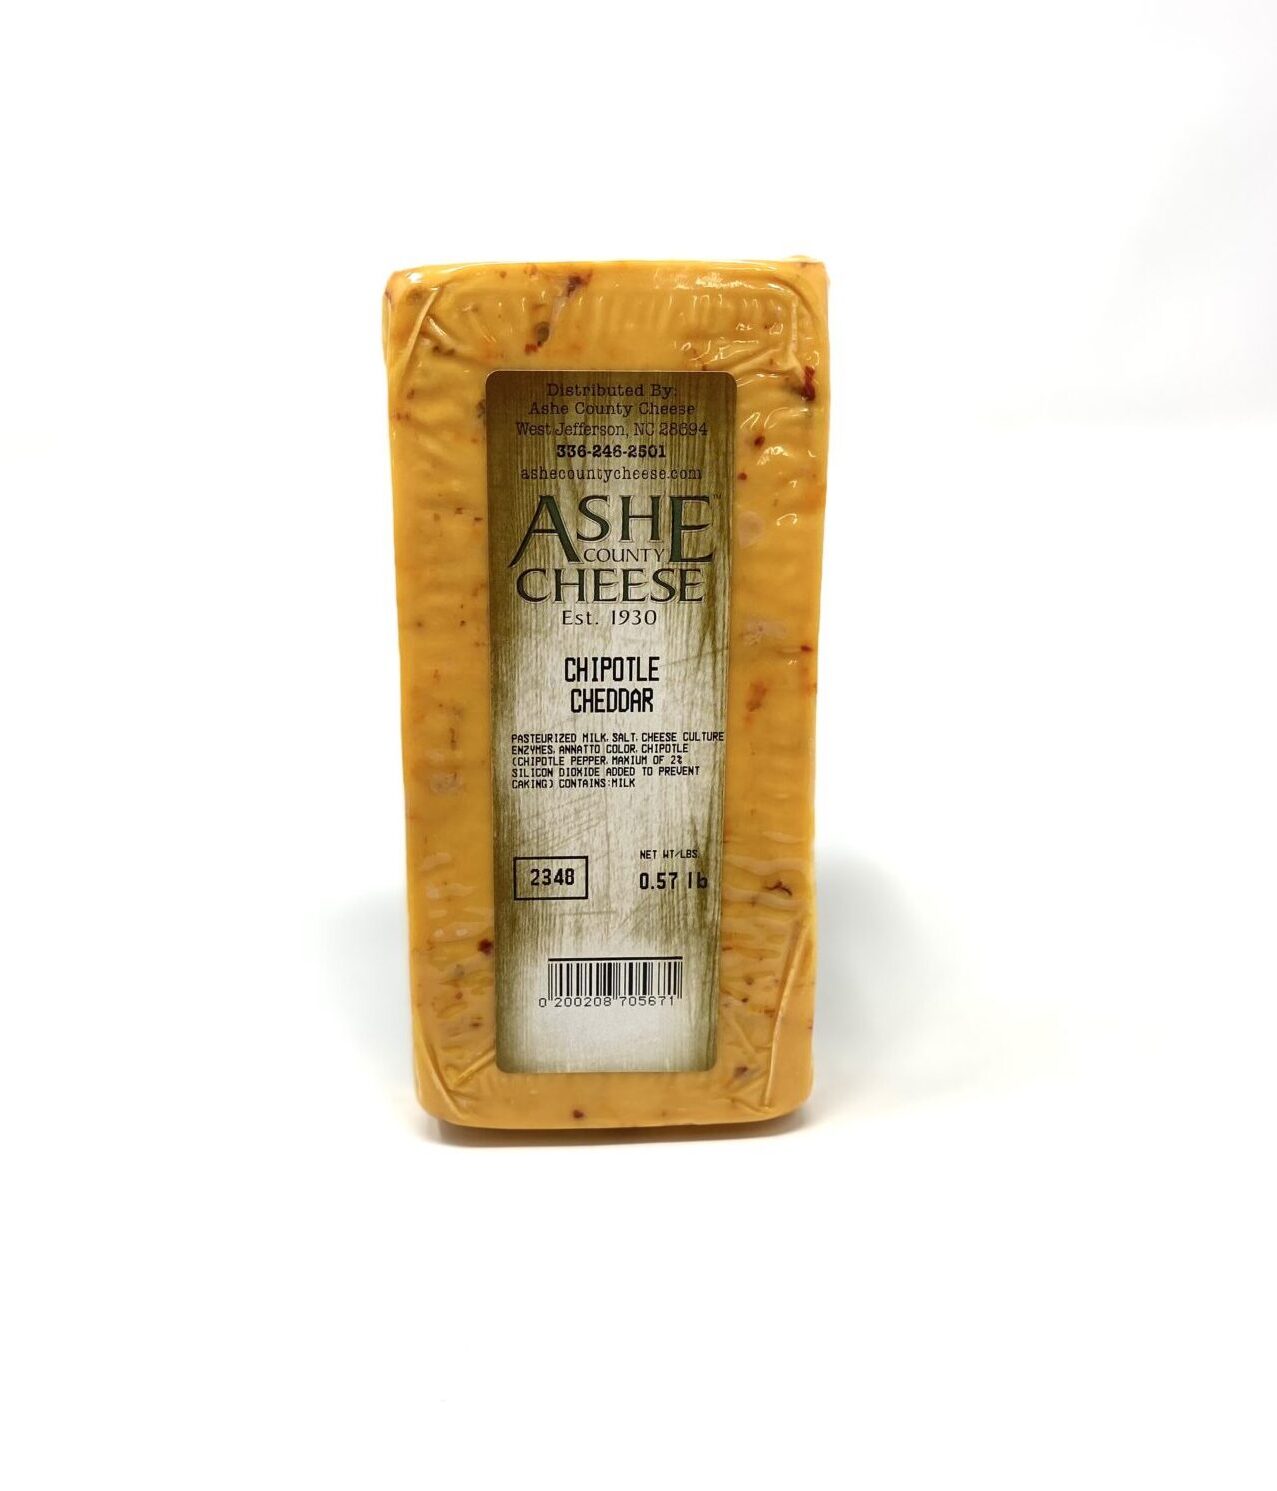 Distributed By:
Ashe County Cheese
West Jefferson, NC 28694
336-246-2501
ashecountycheese.com
ASHE™
COUNTY
CHEESE
Est. 1930
CHIPOTLE
CHEDDAR
PASTEURIZED MILK, SALT, CHEESE CULTURE
ENZYMES, ANNATTO COLOR, CHIPOTLE
(CHIPOTLE PEPPER, MAXIUM OF 2%
SILICON DIOXIDE ADDED TO PREVENT
CAKING) CONTAINS:MILK
NET WT/LBS.
2348 0.57 lb
0 200208 705671